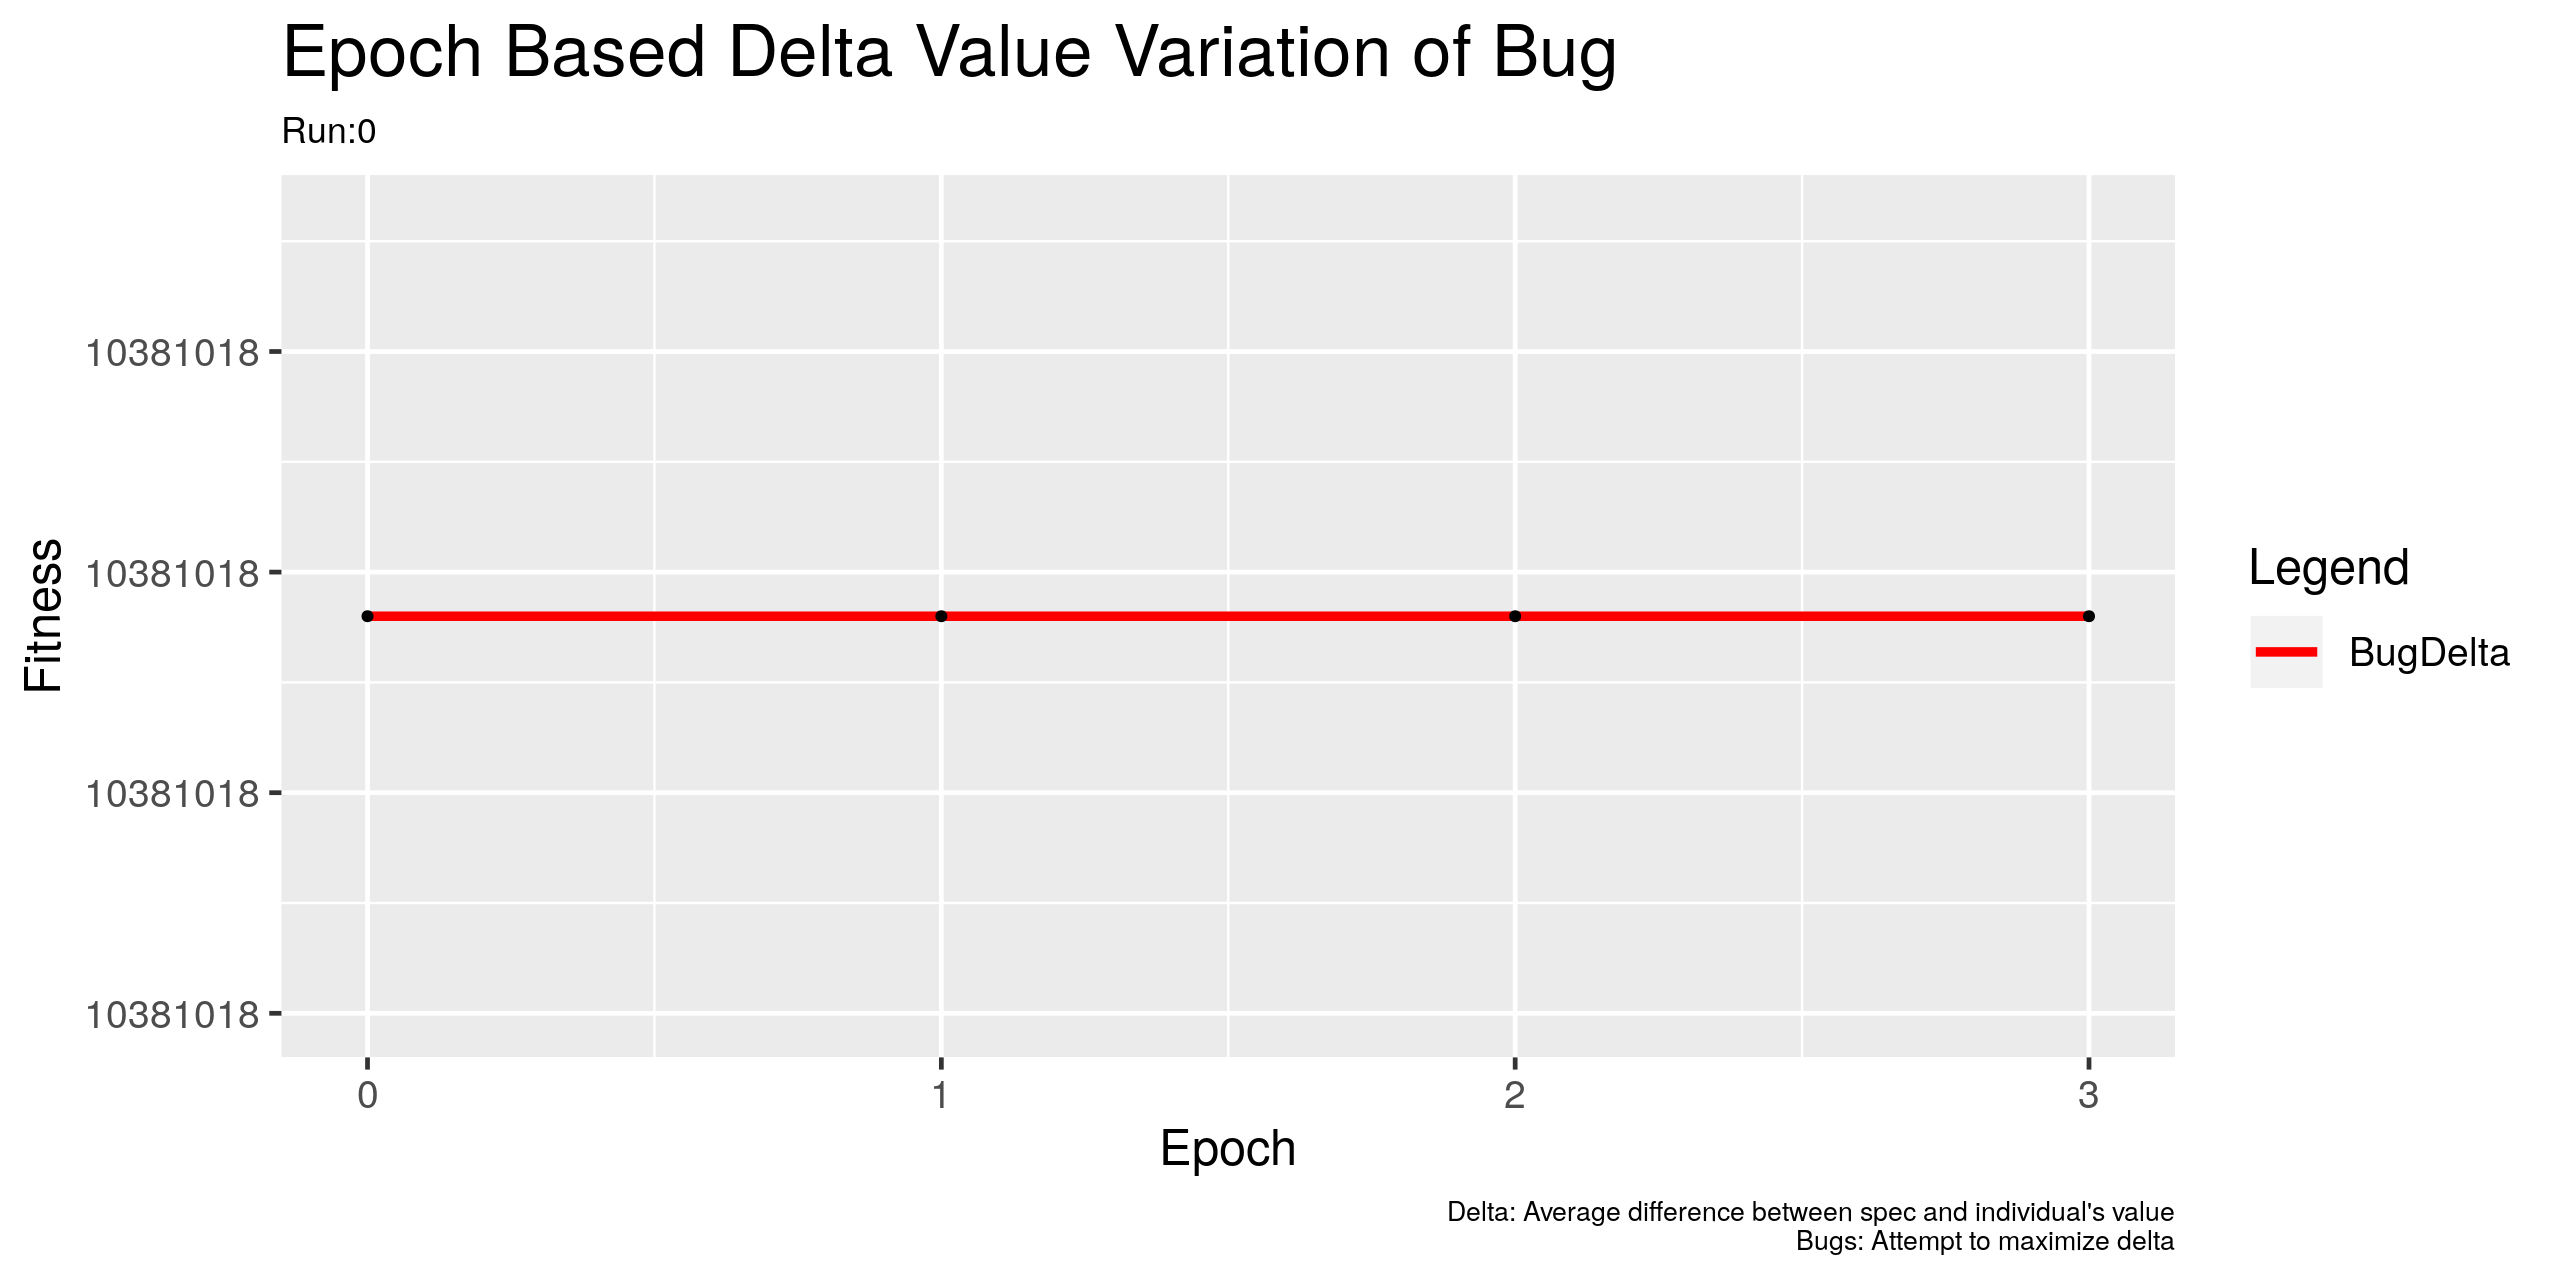 Epoch Based Delta Value Variation of Bug
Run:0
Fitness
10381018
10381018
10381018
10381018
0
1
2
3
Epoch
Legend
BugDelta
Delta: Average difference between spec and individual's value
Bugs: Attempt to maximize delta